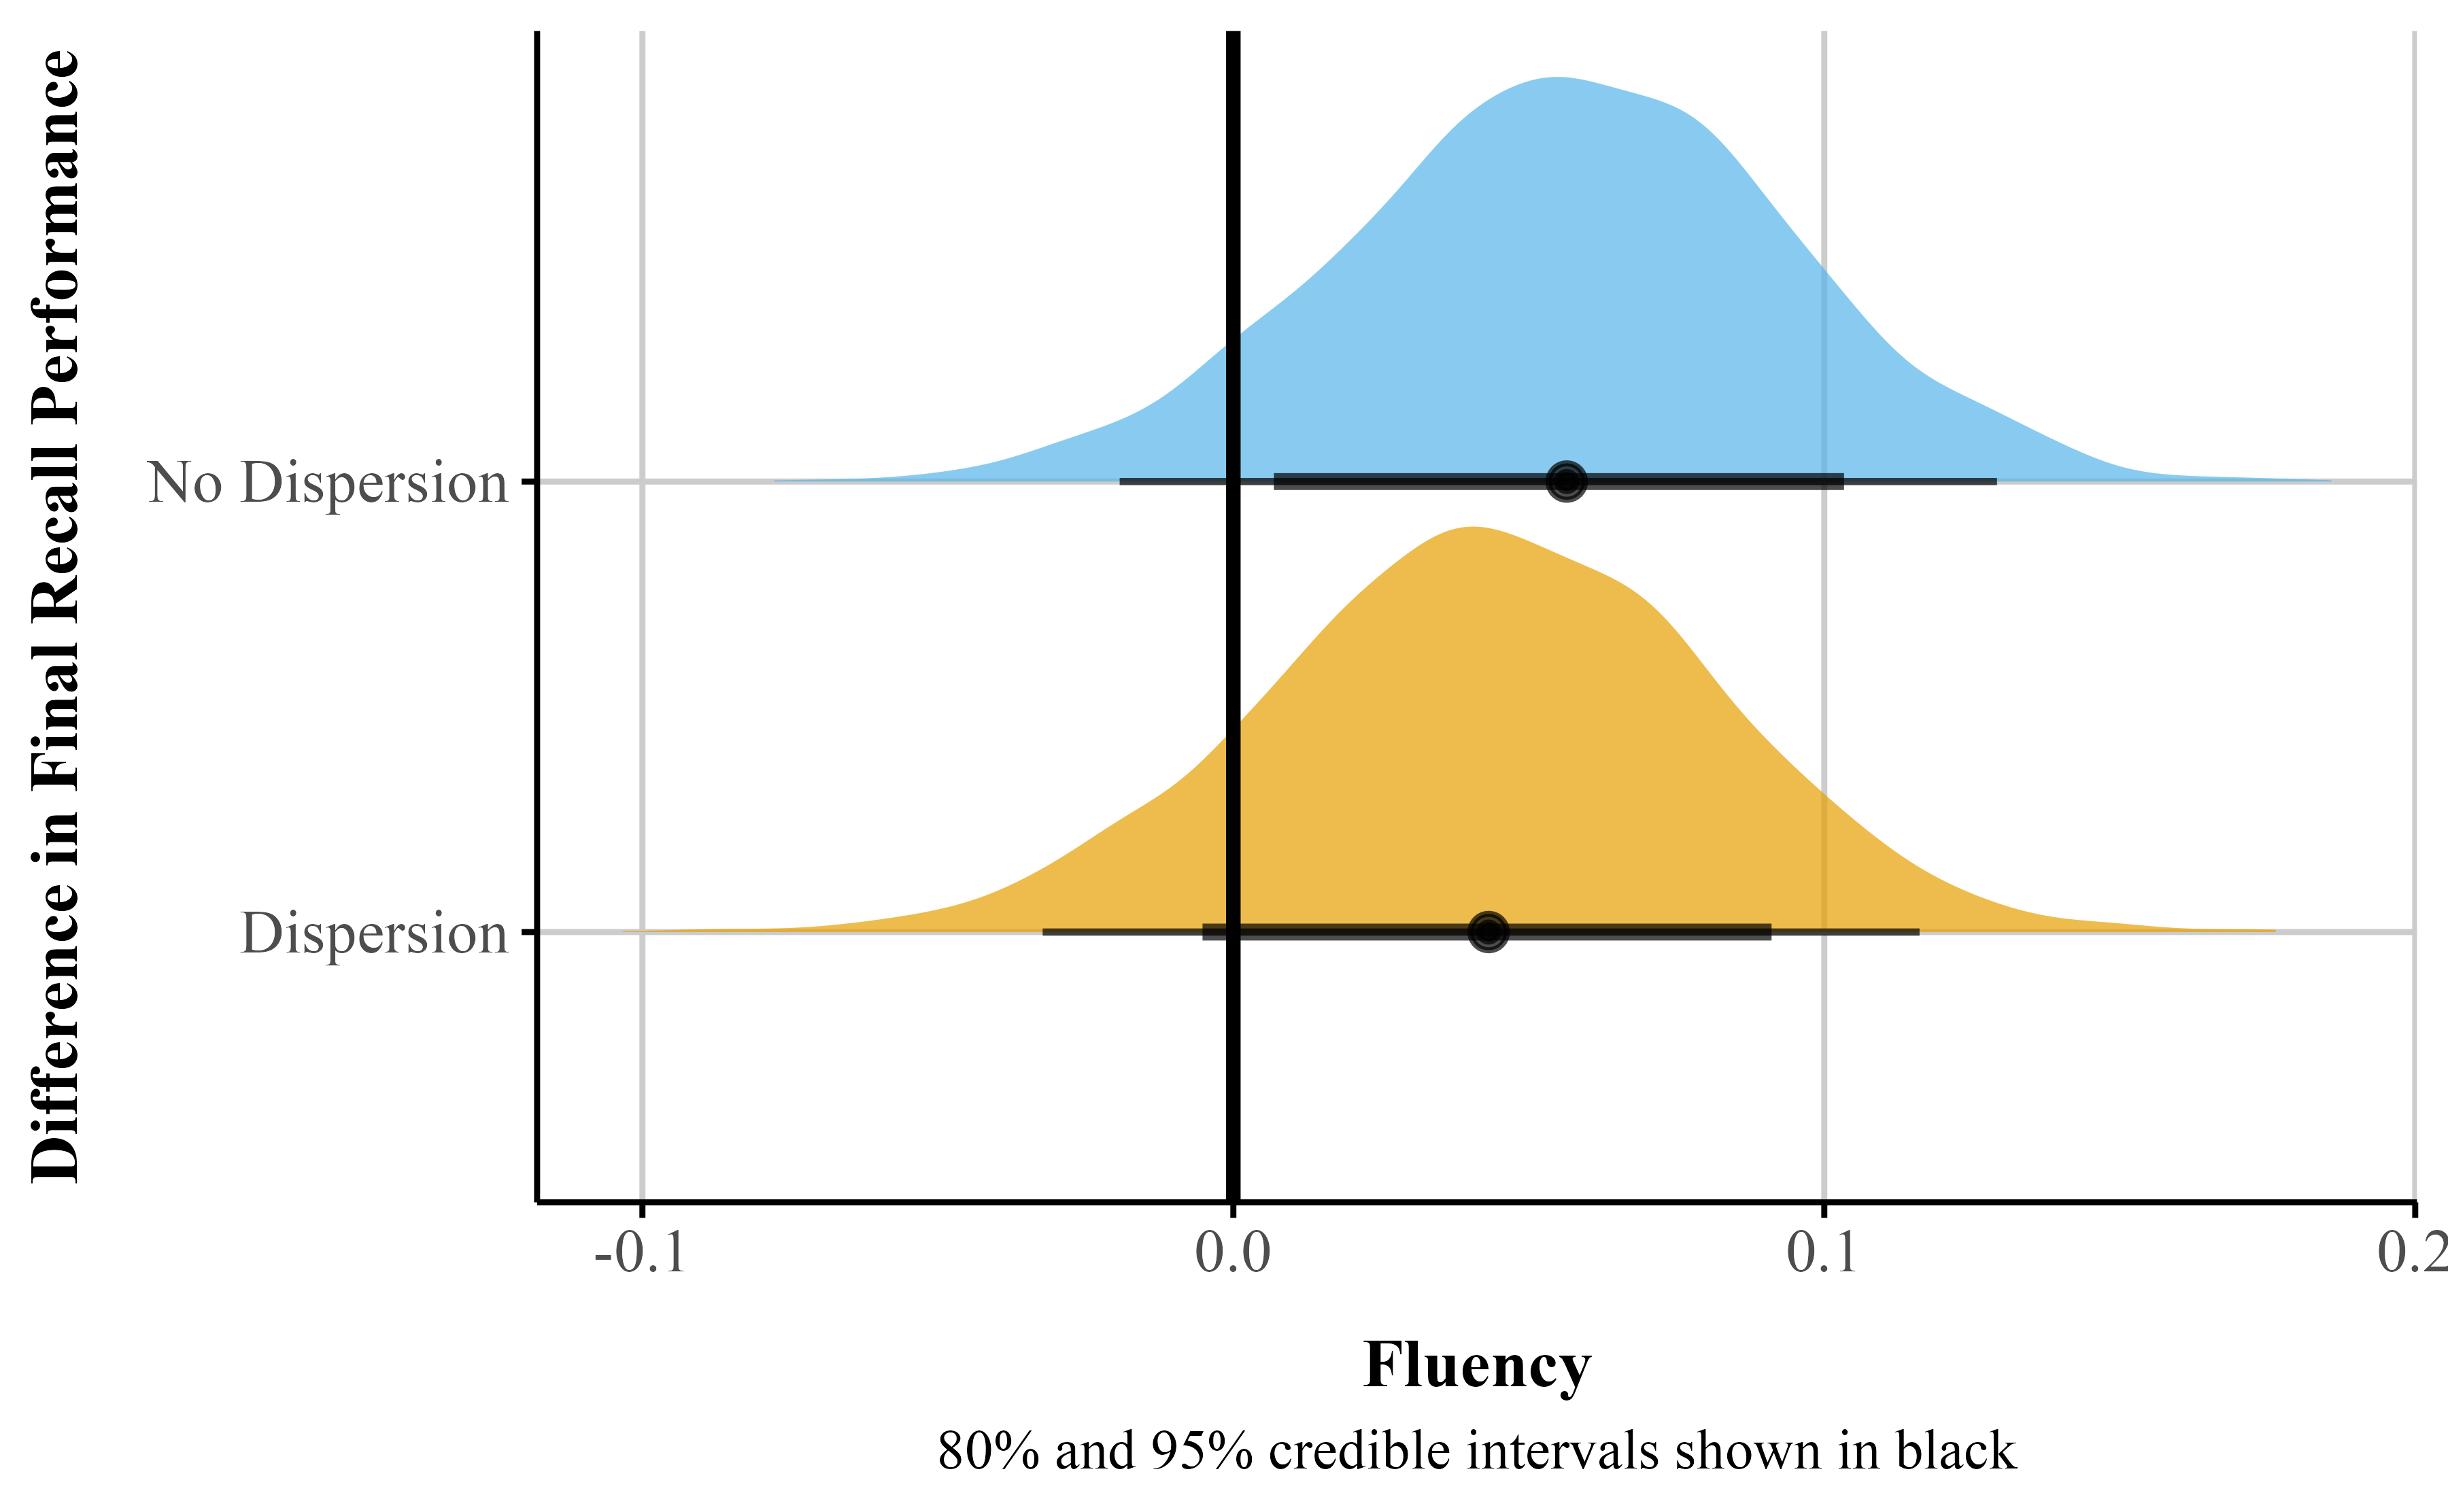 Difference in Final Recall Performance
No Dispersion
Dispersion
-0.1
0.0
0.1
0.2
Fluency
80% and 95% credible intervals shown in black